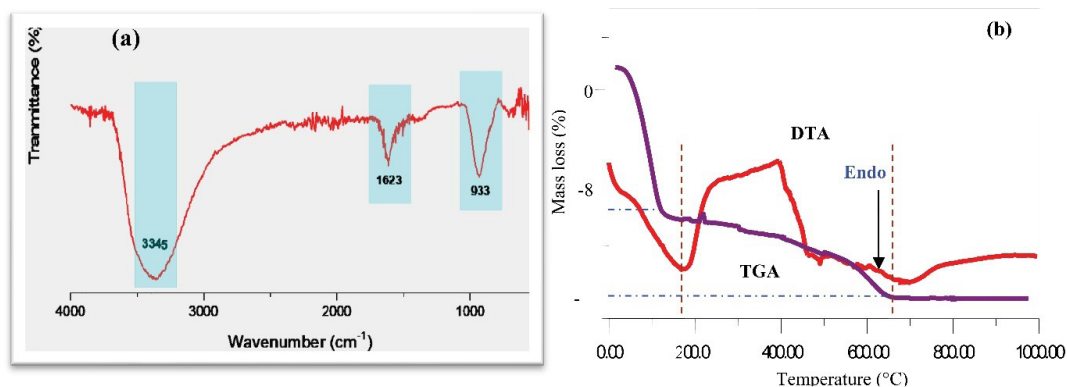 (a)
Tranmittance (%)
3345
1623
933
4000
3000
2000
1000
Wavenumber (cm-1)
(b)
Mass loss (%)
0
-8
-
DTA
Endo
TGA
0.00
200.00
400.00
600.00
800.00
1000.00
Temperature (°C)